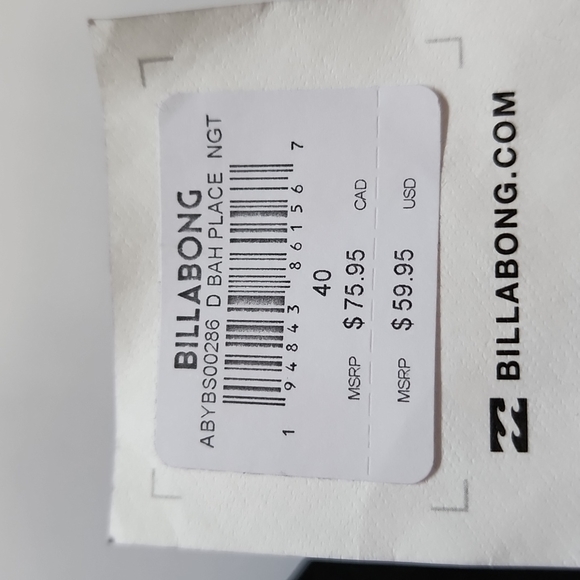 BILLABONG
ABYBS00286 D BAH PLACE NGT
1 94843 86156 7
40
MSRP $75.95 CAD
MSRP $59.95 USD
BILLABONG.COM